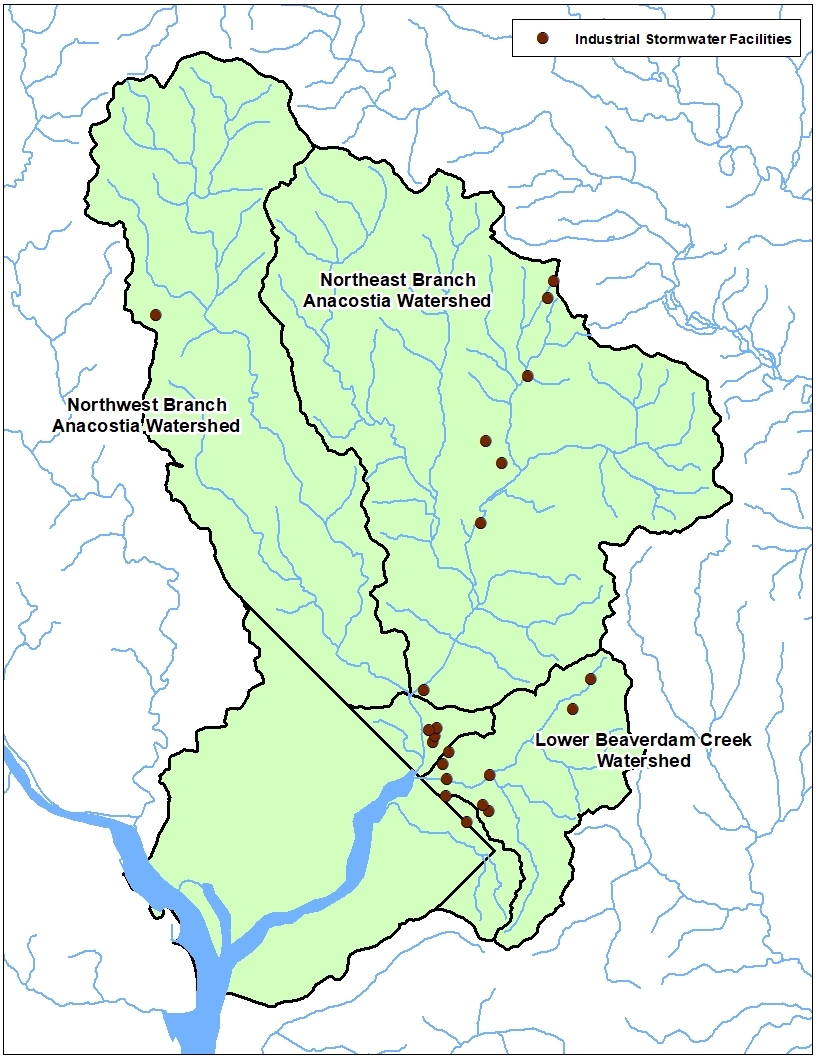 Industrial Stormwater Facilities
Northeast Branch
Anacostia Watershed
Northwest Branch
Anacostia Watershed
Lower Beaverdam Creek
Watershed